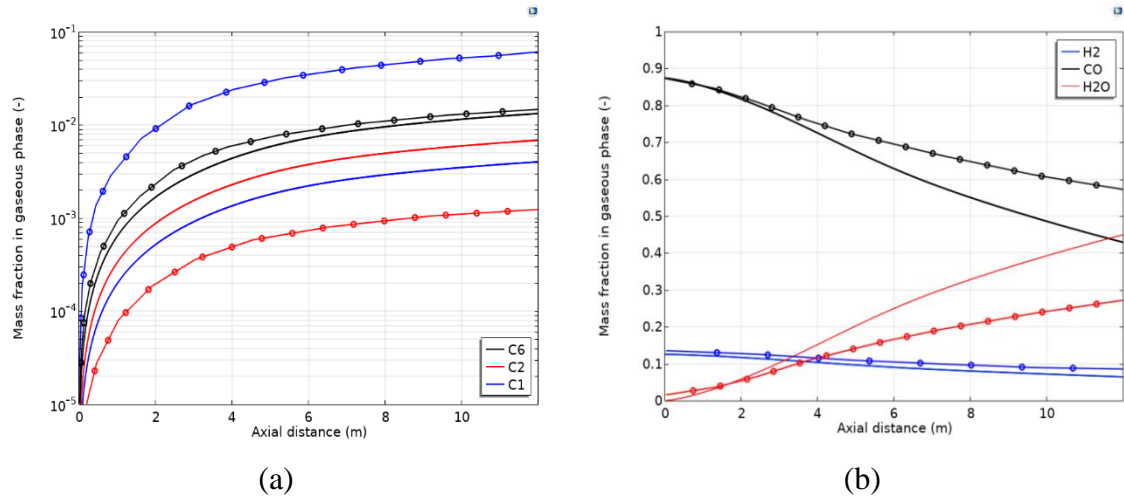 Mass fraction in gaseous phase (-)
10⁻¹
10⁻²
10⁻³
10⁻⁴
10⁻⁵
0 2 4 6 8 10
Axial distance (m)
C6
C2
C1
(a)
Mass fraction in gaseous phase (-)
1
0.9
0.8
0.7
0.6
0.5
0.4
0.3
0.2
0.1
0
0 2 4 6 8 10
Axial distance (m)
H2
CO
H2O
(b)